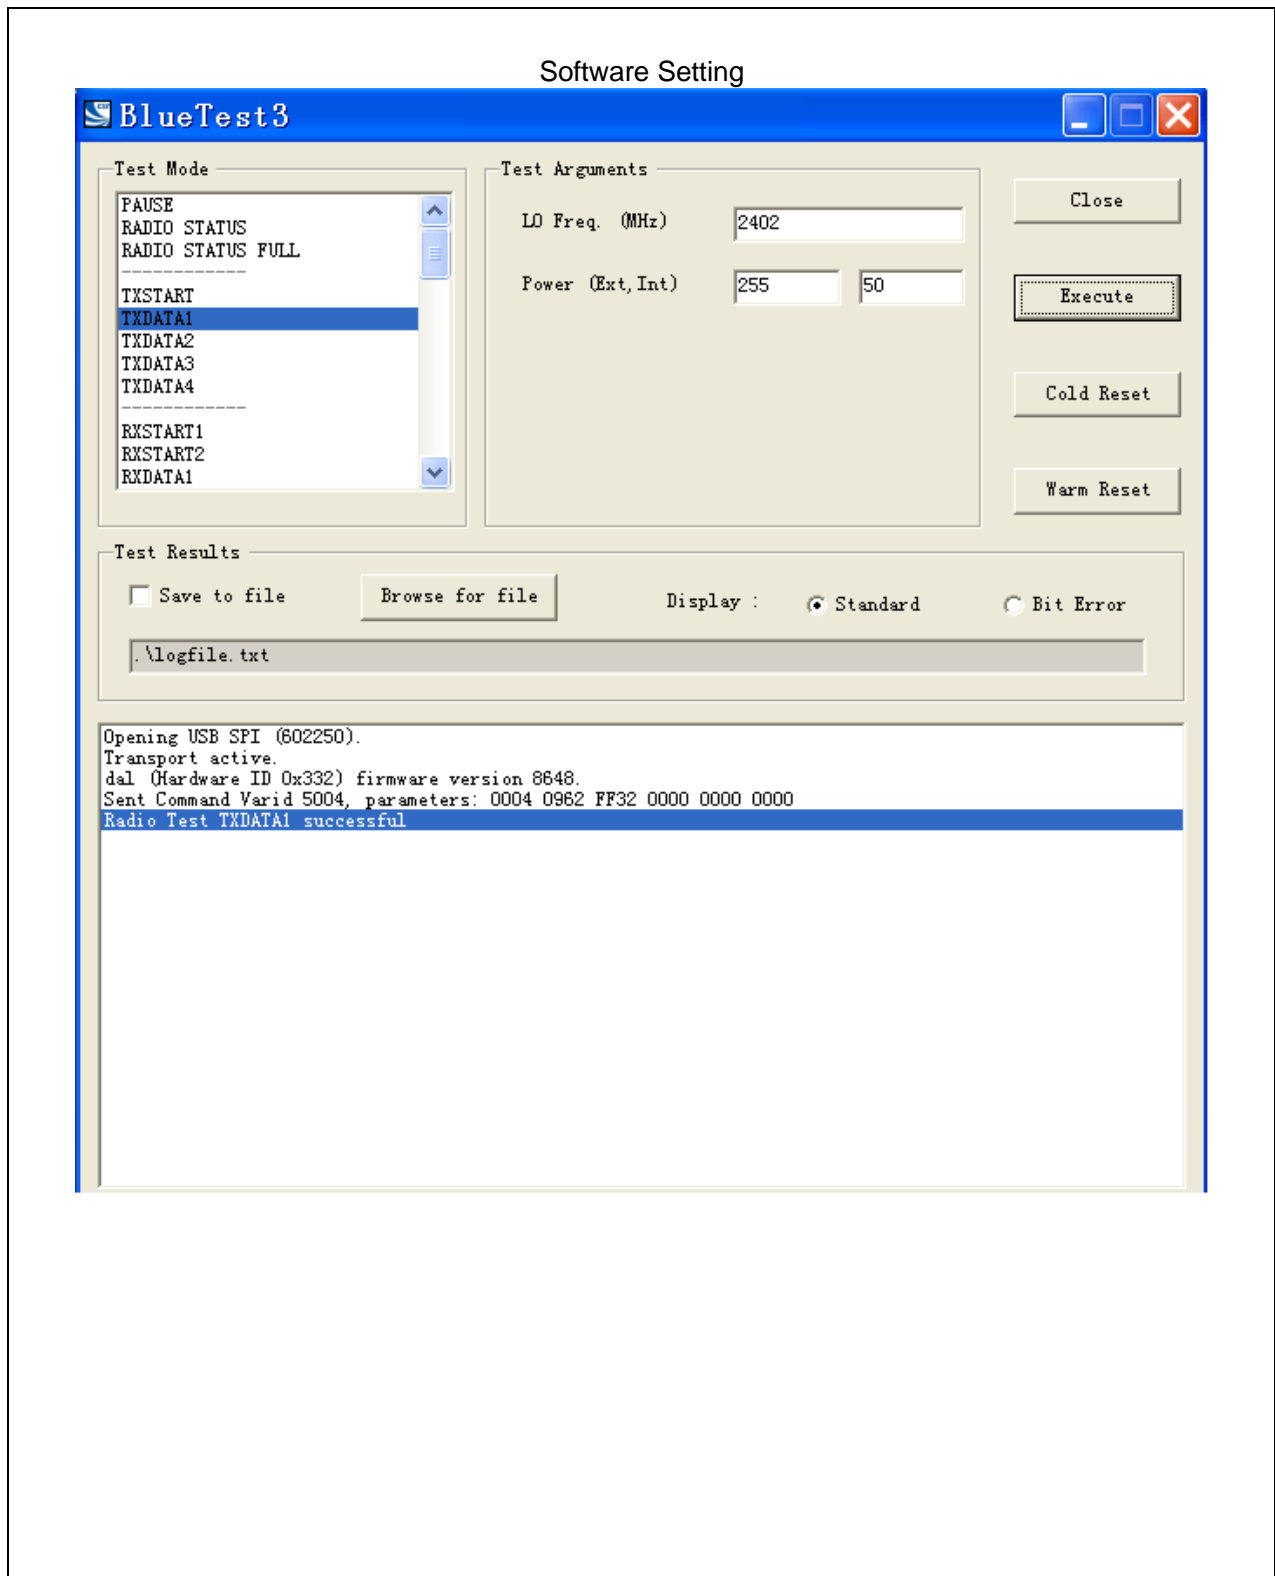 Software Setting
BlueTest3
Test Mode
PAUSE
RADIO STATUS
RADIO STATUS FULL
------------
TXSTART
TXDATA1
TXDATA2
TXDATA3
TXDATA4
------------
RXSTART1
RXSTART2
RXDATA1
Test Arguments
LO Freq. (MHz) 2402
Power (Ext, Int) 255 50
Close
Execute
Cold Reset
Warm Reset
Test Results
Save to file Browse for file Display : Standard Bit Error
.\logfile.txt
Opening USB SPI (602250).
Transport active.
dal (Hardware ID 0x332) firmware version 8648.
Sent Command Varid 5004, parameters: 0004 0962 FF32 0000 0000 0000
Radio Test TXDATA1 successful